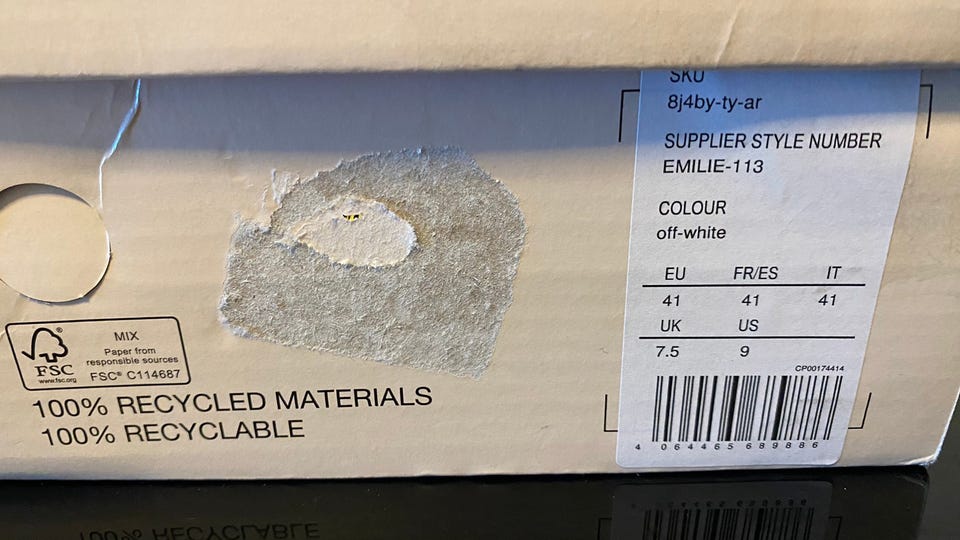 SKU
8j4by-ty-ar
SUPPLIER STYLE NUMBER
EMILIE-113
COLOUR
off-white
EU FR/ES IT
41 41 41
UK US
7.5 9
CP00174414
4 064465 689886
FSC®
www.fsc.org
MIX
Paper from
responsible sources
FSC® C114687
100% RECYCLED MATERIALS
100% RECYCLABLE